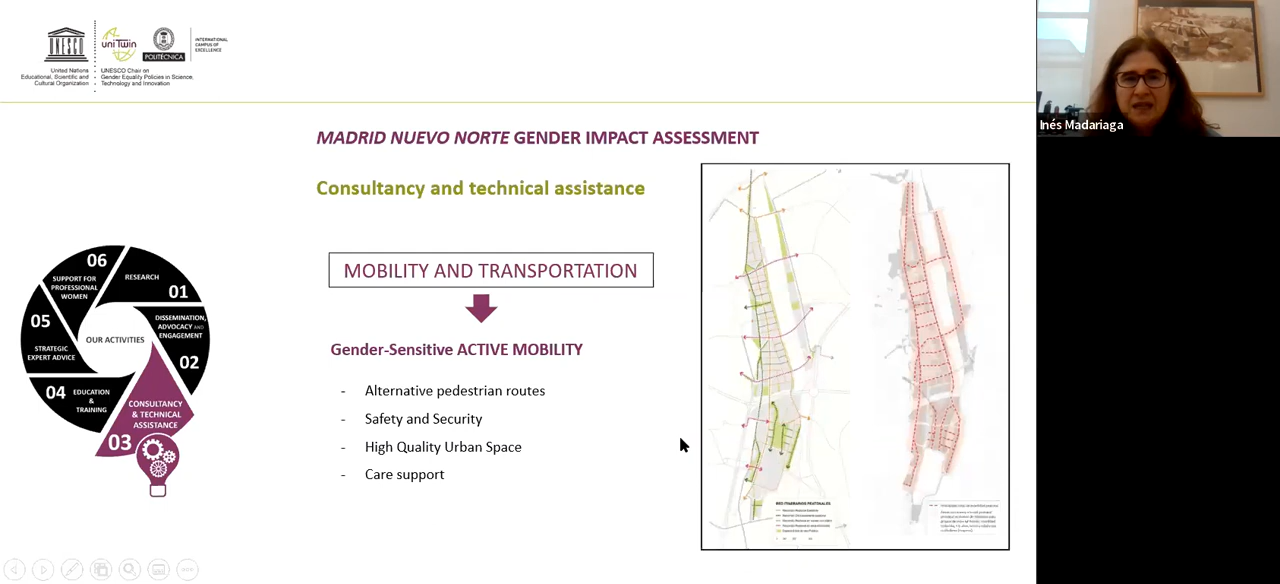 UNESCO
uniTwin
POLITÉCNICA
INTERNATIONAL
CAMPUS OF
EXCELLENCE
United Nations
Educational, Scientific and
Cultural Organization
UNESCO Chair on
Gender Equality Policies in Science,
Technology and Innovation
Inés Madariaga
MADRID NUEVO NORTE GENDER IMPACT ASSESSMENT
Consultancy and technical assistance
MOBILITY AND TRANSPORTATION
Gender-Sensitive ACTIVE MOBILITY
- Alternative pedestrian routes
- Safety and Security
- High Quality Urban Space
- Care support
OUR ACTIVITIES
RESEARCH
01
DISSEMINATION,
ADVOCACY AND
ENGAGEMENT
02
CONSULTANCY
& TECHNICAL
ASSISTANCE
03
04
EDUCATION
&
TRAINING
05
STRATEGIC
EXPERT ADVICE
06
SUPPORT FOR
PROFESSIONAL
WOMEN